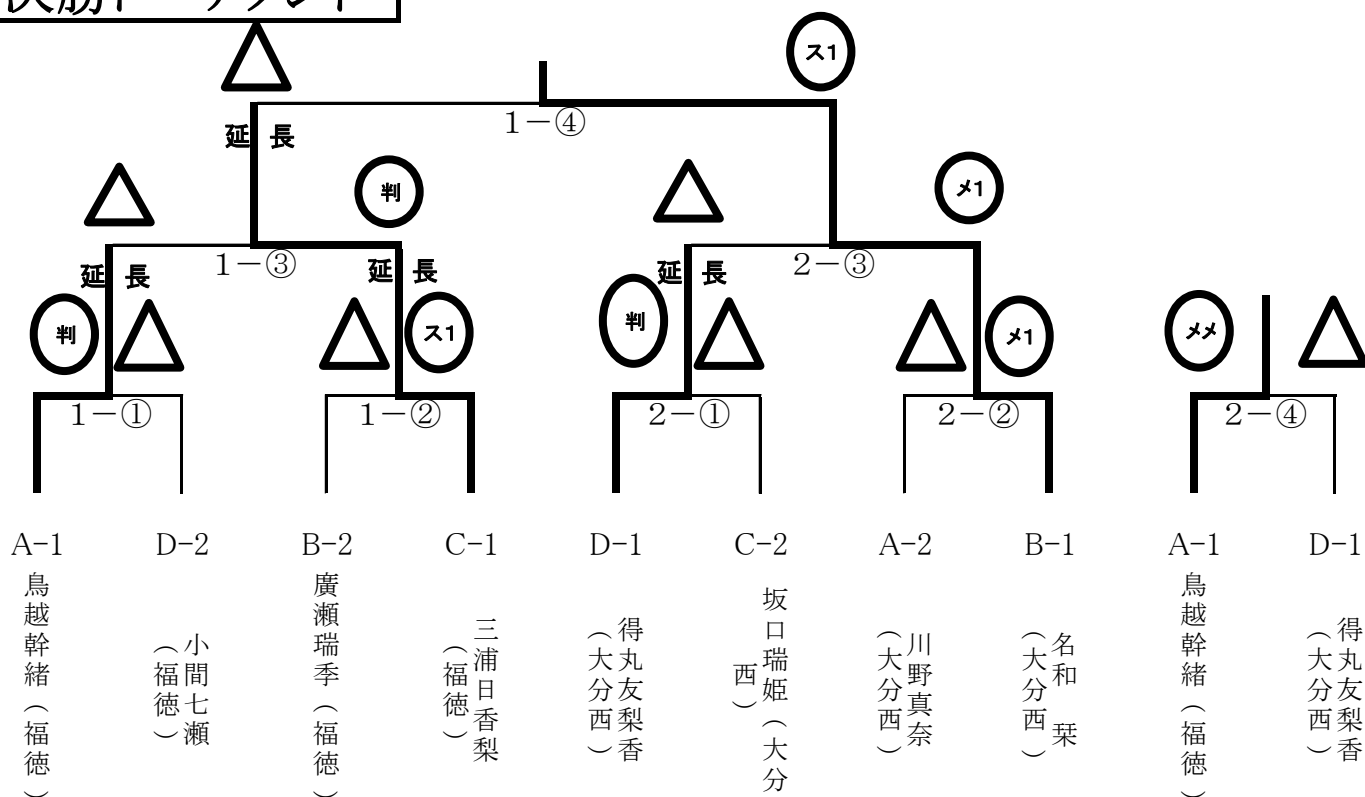 ス1
1-④
延 長
判
メ1
1-③
2-③
延 長
延 長
延 長
判
ス1
判
メ1
メメ
1-①
1-②
2-①
2-②
2-④
A-1
D-2
B-2
C-1
D-1
C-2
A-2
B-1
A-1
D-1
鳥越幹緒(福徳)
小間七瀬
(福徳)
廣瀬瑞季(福徳)
三浦日香梨
(福徳)
得丸友梨香
(大分西)
坂口瑞姫(大分
西)
川野真奈
(大分西)
名和 栞
(大分西)
鳥越幹緒(福徳)
得丸友梨香
(大分西)